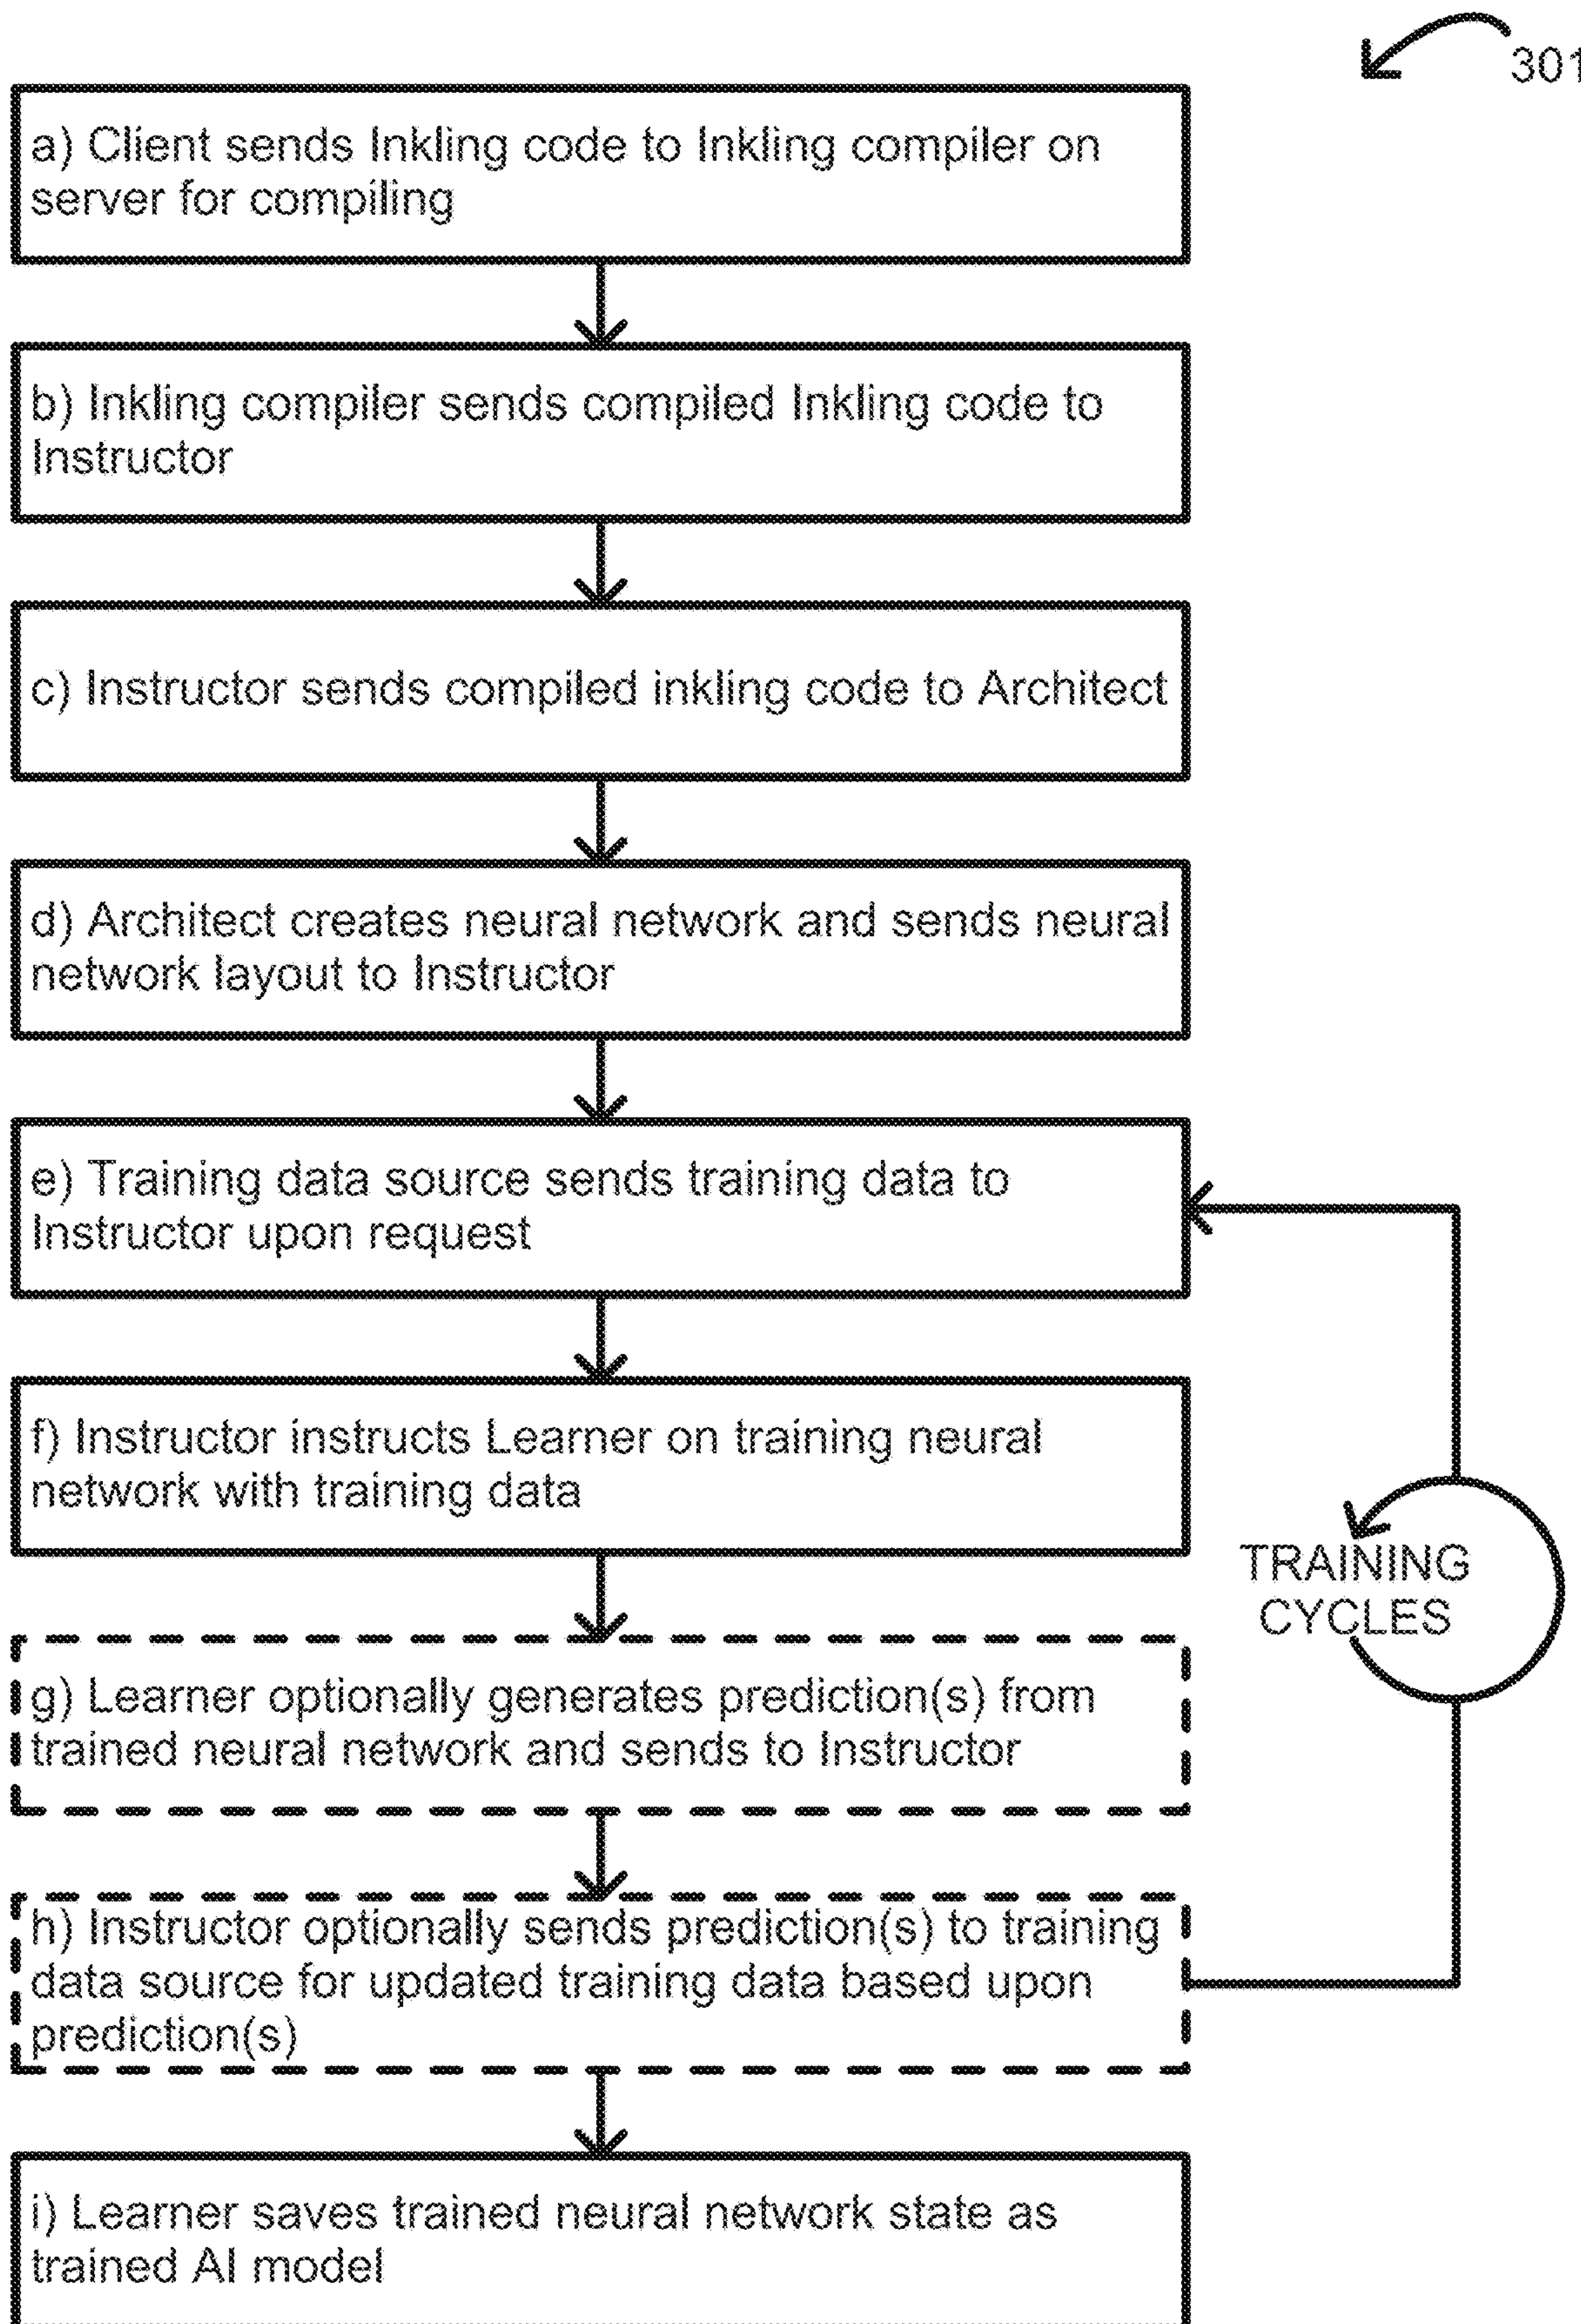 301
a) Client sends Inkling code to Inkling compiler on
server for compiling
b) Inkling compiler sends compiled Inkling code to
Instructor
c) Instructor sends compiled inkling code to Architect
d) Architect creates neural network and sends neural
network layout to Instructor
e) Training data source sends training data to
Instructor upon request
f) Instructor instructs Learner on training neural
network with training data
TRAINING
CYCLES
g) Learner optionally generates prediction(s) from
trained neural network and sends to Instructor
h) Instructor optionally sends prediction(s) to training
data source for updated training data based upon
prediction(s)
i) Learner saves trained neural network state as
trained AI model